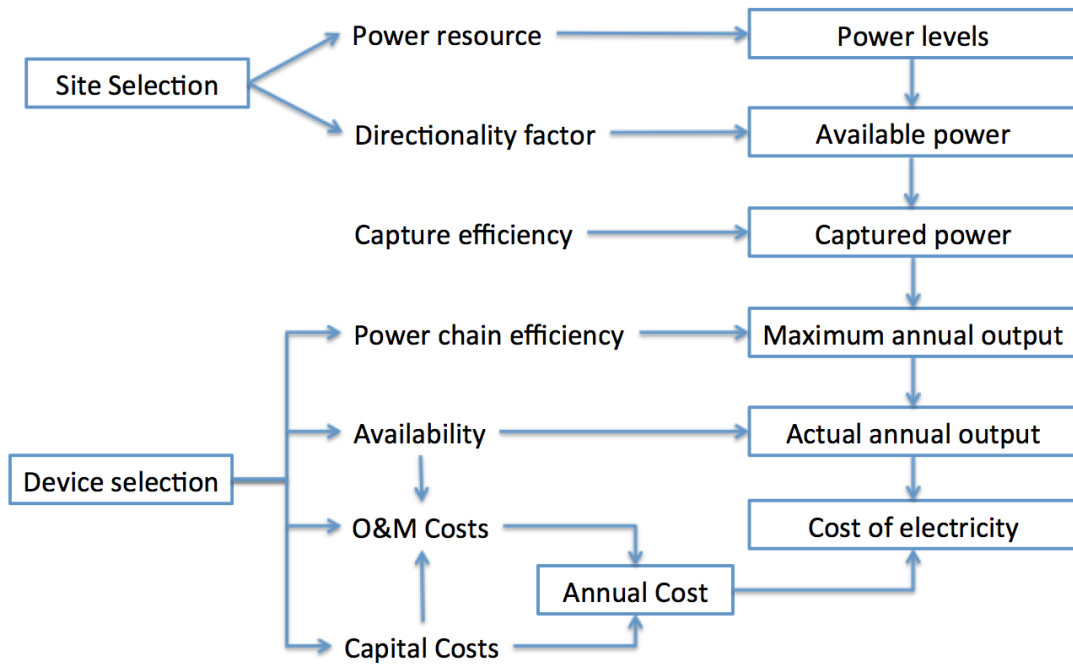 Power resource
Power levels
Site Selection
Directionality factor
Available power
Capture efficiency
Captured power
Power chain efficiency
Maximum annual output
Availability
Actual annual output
Device selection
O&M Costs
Cost of electricity
Annual Cost
Capital Costs